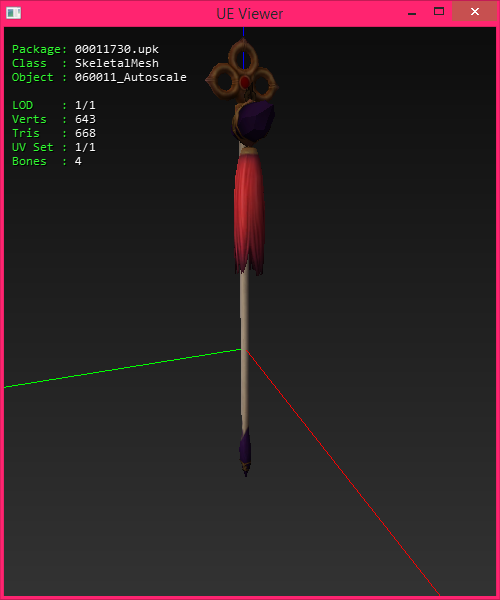 UE Viewer
Package: 00011730.upk
Class  : SkeletalMesh
Object : 060011_Autoscale
LOD    : 1/1
Verts  : 643
Tris   : 668
UV Set : 1/1
Bones  : 4